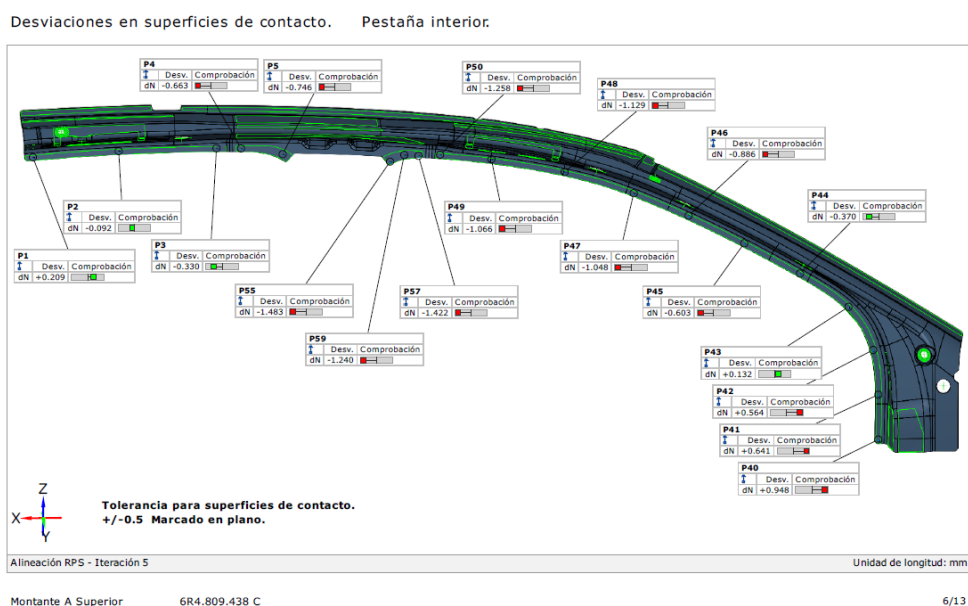 Desviaciones en superficies de contacto. Pestaña interior.
P4
Desv. Comprobación
dN -0.663
P5
Desv. Comprobación
dN -0.746
P50
Desv. Comprobación
dN -1.258
P48
Desv. Comprobación
dN -1.129
P46
Desv. Comprobación
dN -0.886
P44
Desv. Comprobación
dN -0.370
P2
Desv. Comprobación
dN -0.092
P49
Desv. Comprobación
dN -1.066
P3
Desv. Comprobación
dN -0.330
P47
Desv. Comprobación
dN -1.048
P1
Desv. Comprobación
dN +0.209
P55
Desv. Comprobación
dN -1.483
P57
Desv. Comprobación
dN -1.422
P45
Desv. Comprobación
dN -0.603
P59
Desv. Comprobación
dN -1.240
P43
Desv. Comprobación
dN +0.132
P42
Desv. Comprobación
dN +0.564
P41
Desv. Comprobación
dN +0.641
P40
Desv. Comprobación
dN +0.948
Z
X
Y
Tolerancia para superficies de contacto.
+/-0.5 Marcado en plano.
Alineación RPS - Iteración 5
Unidad de longitud: mm
Montante A Superior 6R4.809.438 C 6/13